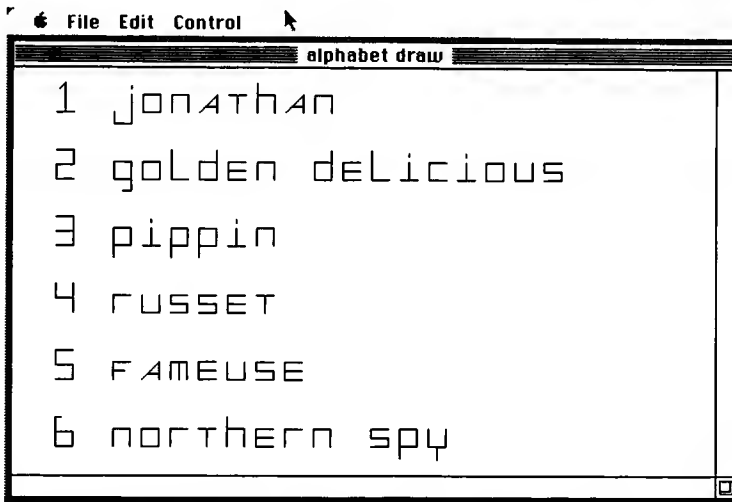 File Edit Control
alphabet draw
1 jonathan
2 golden delicious
3 pippin
4 russet
5 fameuse
6 northern spy